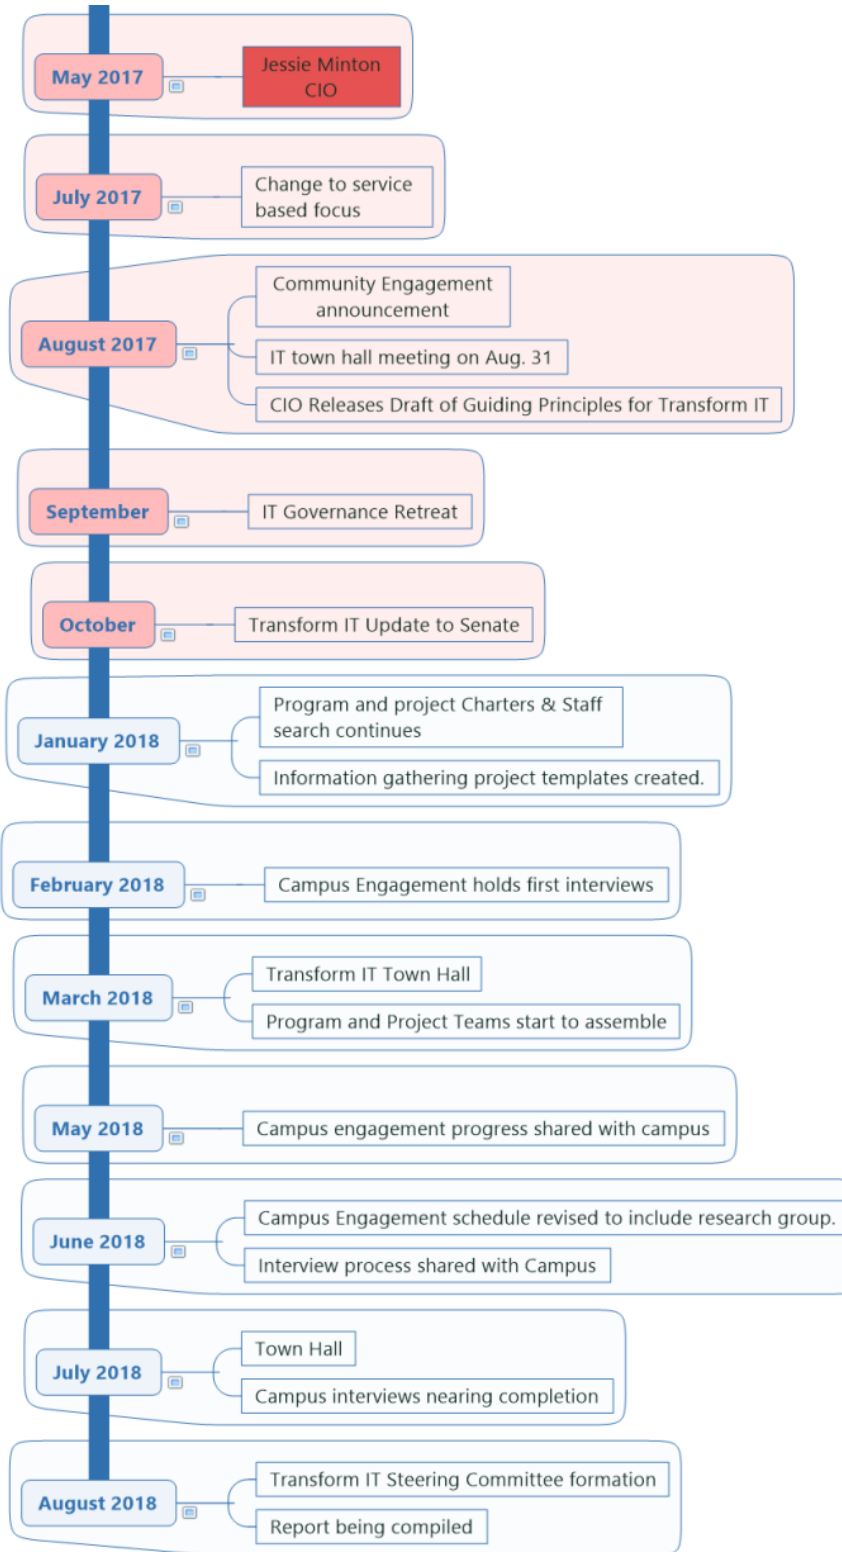 May 2017
Jessie Minton
CIO
July 2017
Change to service
based focus
August 2017
Community Engagement
announcement
IT town hall meeting on Aug. 31
CIO Releases Draft of Guiding Principles for Transform IT
September
IT Governance Retreat
October
Transform IT Update to Senate
January 2018
Program and project Charters & Staff
search continues
Information gathering project templates created.
February 2018
Campus Engagement holds first interviews
March 2018
Transform IT Town Hall
Program and Project Teams start to assemble
May 2018
Campus engagement progress shared with campus
June 2018
Campus Engagement schedule revised to include research group.
Interview process shared with Campus
July 2018
Town Hall
Campus interviews nearing completion
August 2018
Transform IT Steering Committee formation
Report being compiled